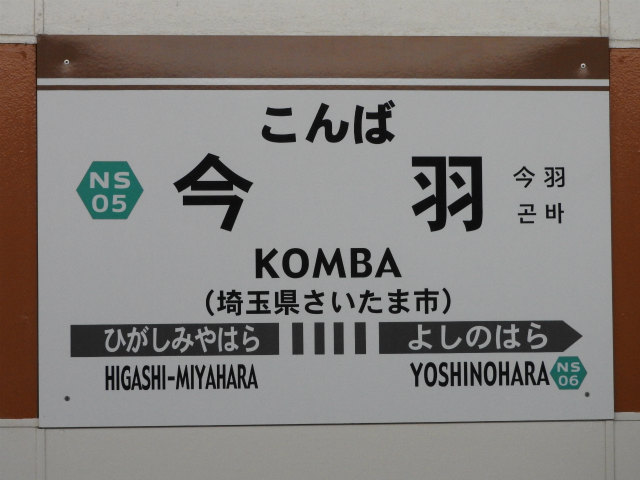 こんば
NS
05
今羽
今羽
곤바
KOMBA
（埼玉県さいたま市）
ひがしみやはら よしのはら
HIGASHI-MIYAHARA YOSHINOHARA
NS
06